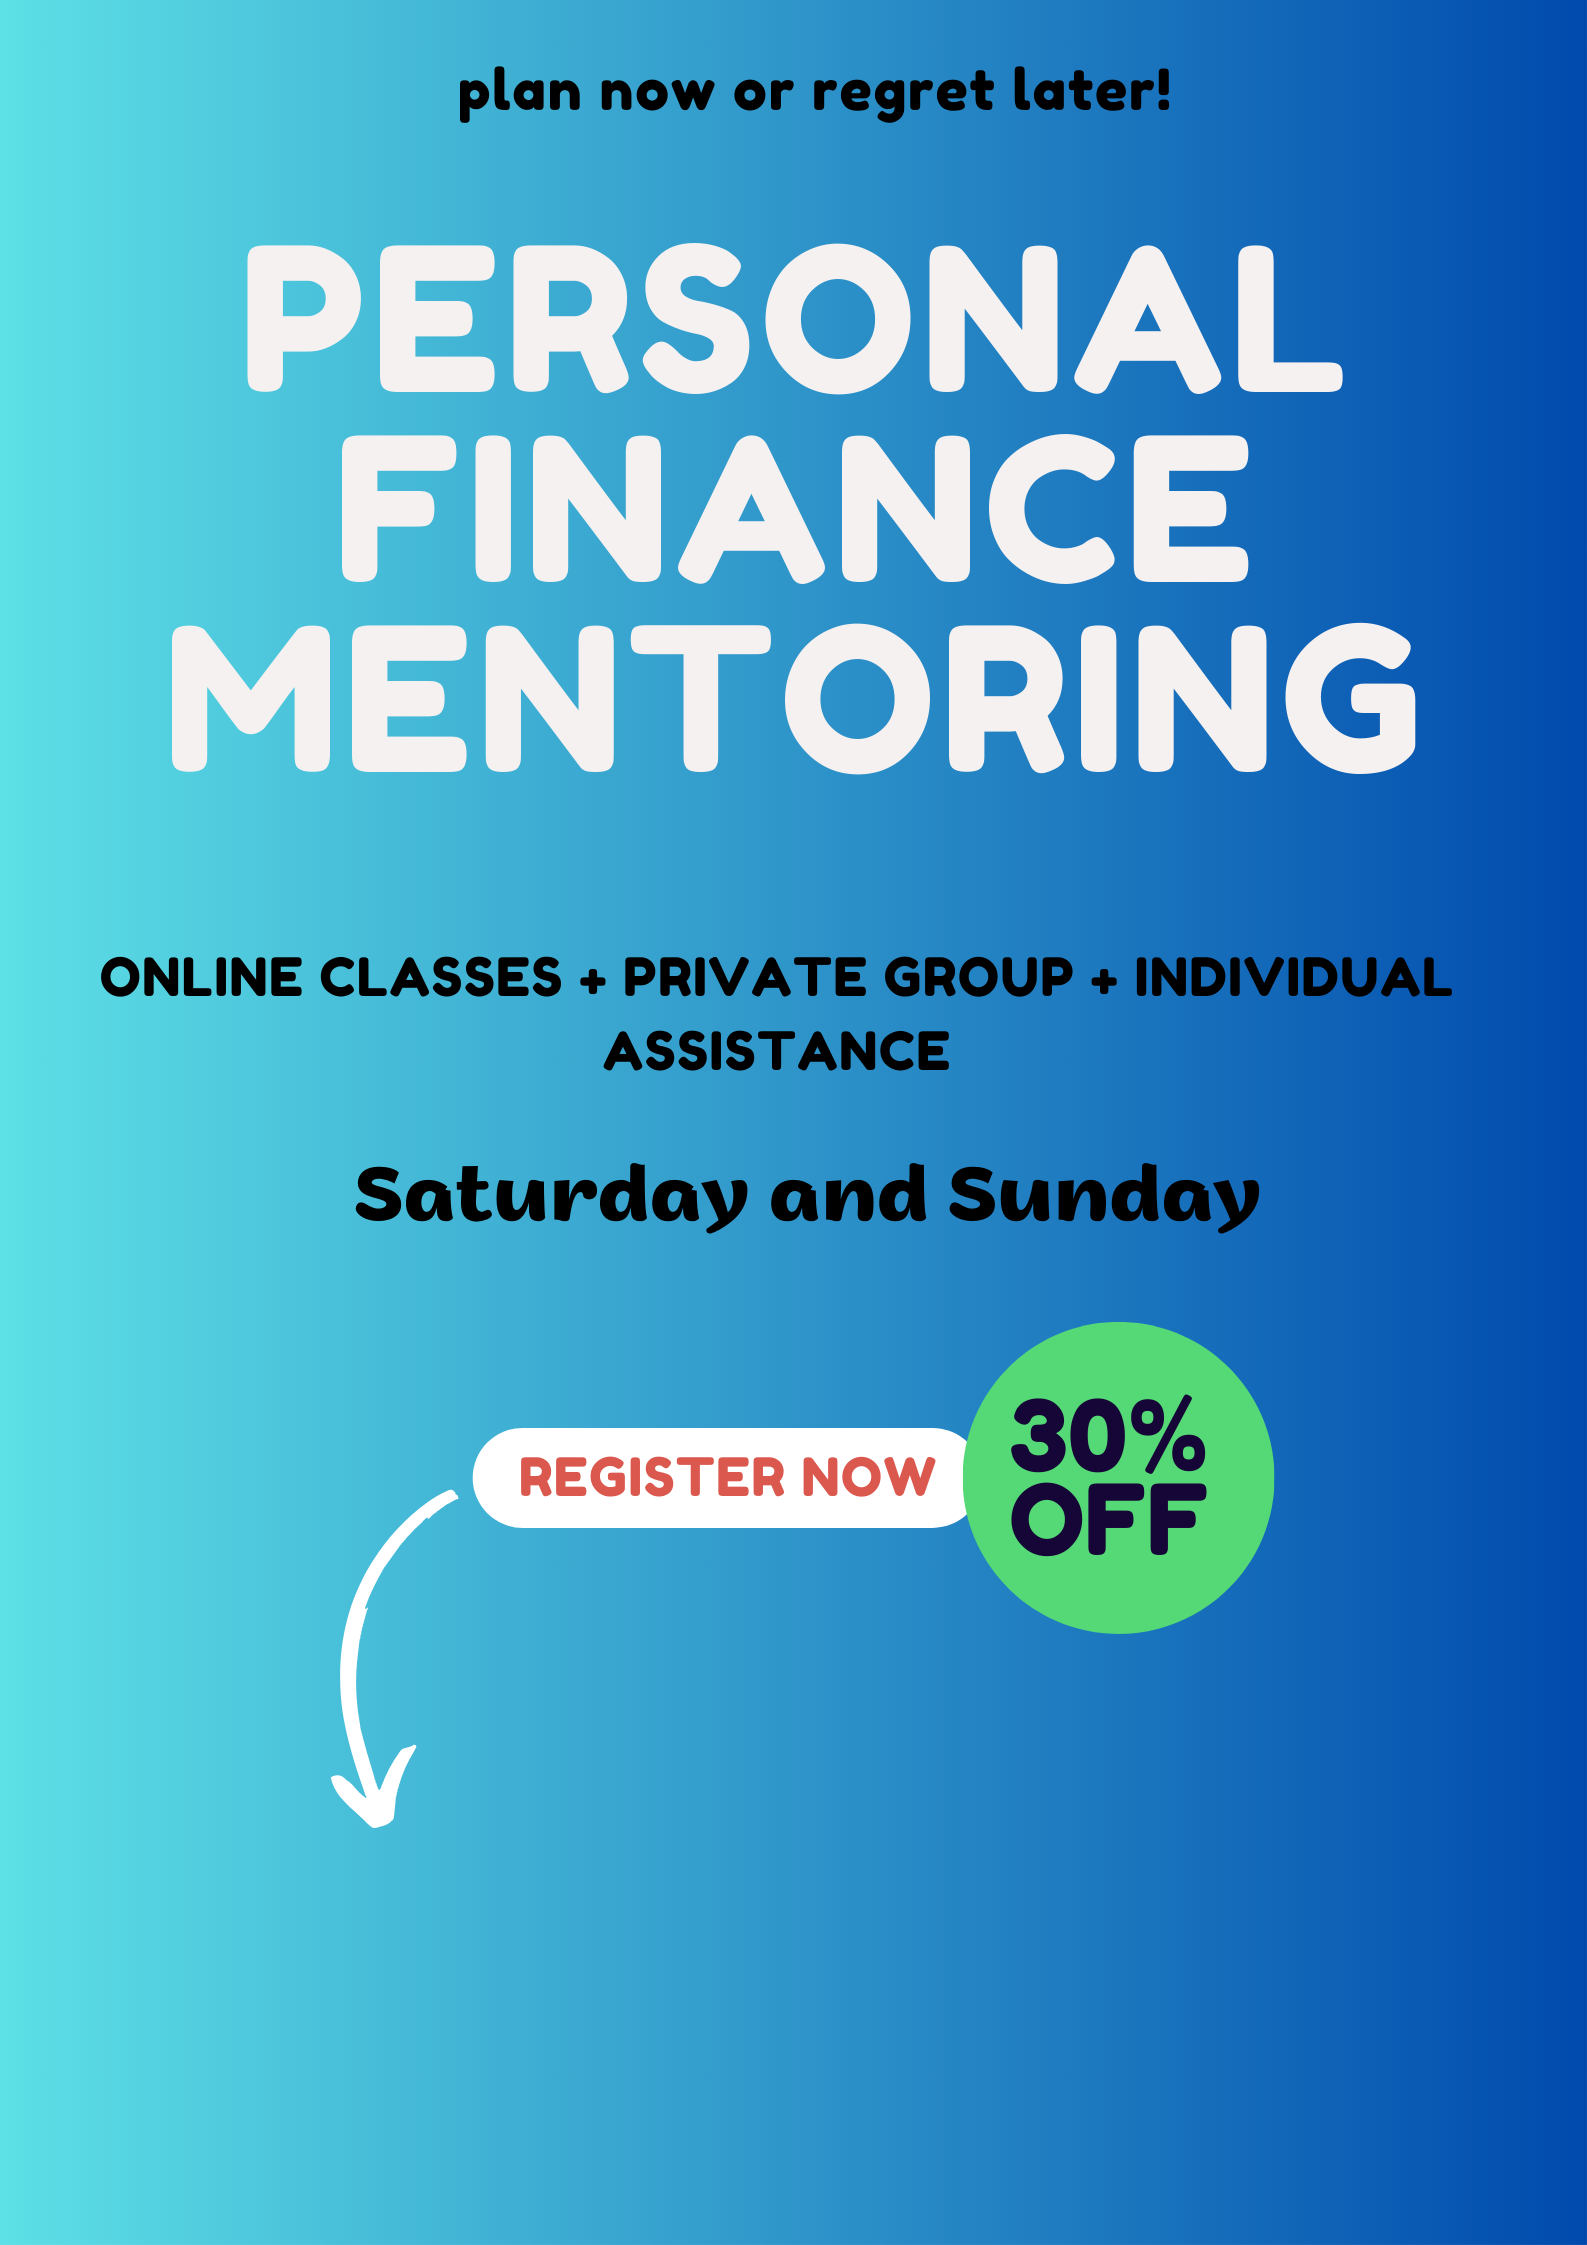 plan now or regret later!
PERSONAL
FINANCE
MENTORING
ONLINE CLASSES + PRIVATE GROUP + INDIVIDUAL
ASSISTANCE
Saturday and Sunday
REGISTER NOW
30%
OFF